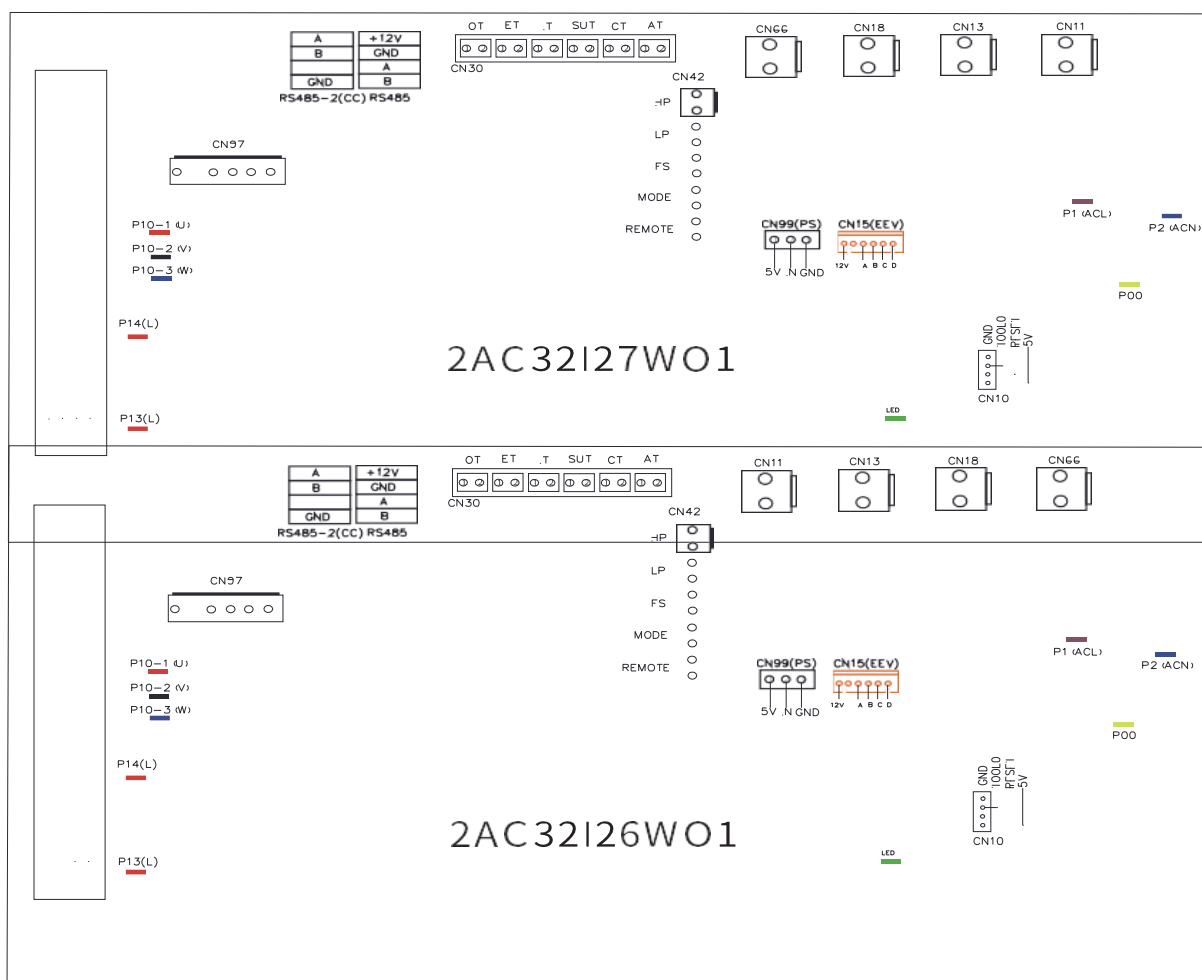 OT ET .T SUT CT AT
CN66 CN18 CN13 CN11
A +12V
B GND
A
GND B
RS485-2(CC) RS485
CN30
CN42
HP
LP
FS
MODE
REMOTE
CN97
P10-1 (U)
P10-2 (V)
P10-3 (W)
CN99(PS) CN15(EEV)
5V .N GND
12V A B C D
P1 (ACL)
P2 (ACN)
P00
P14(L)
2AC32I27WO1
GND
5V
CN10
P13(L)
LED
OT ET .T SUT CT AT
CN11 CN13 CN18 CN66
A +12V
B GND
A
GND B
RS485-2(CC) RS485
CN30
CN42
HP
LP
FS
MODE
REMOTE
CN97
P10-1 (U)
P10-2 (V)
P10-3 (W)
CN99(PS) CN15(EEV)
5V .N GND
12V A B C D
P1 (ACL)
P2 (ACN)
P00
P14(L)
GND
5V
CN10
2AC32I26WO1
P13(L)
LED